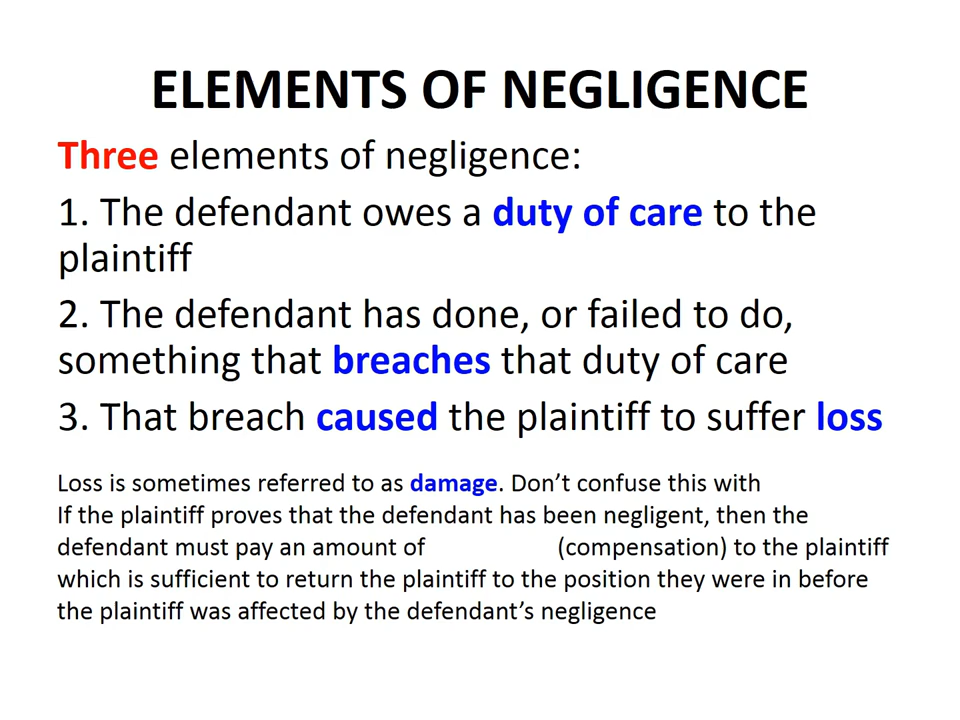 ELEMENTS OF NEGLIGENCE
Three elements of negligence:
1. The defendant owes a duty of care to the
plaintiff
2. The defendant has done, or failed to do,
something that breaches that duty of care
3. That breach caused the plaintiff to suffer loss
Loss is sometimes referred to as damage. Don’t confuse this with
If the plaintiff proves that the defendant has been negligent, then the
defendant must pay an amount of (compensation) to the plaintiff
which is sufficient to return the plaintiff to the position they were in before
the plaintiff was affected by the defendant’s negligence